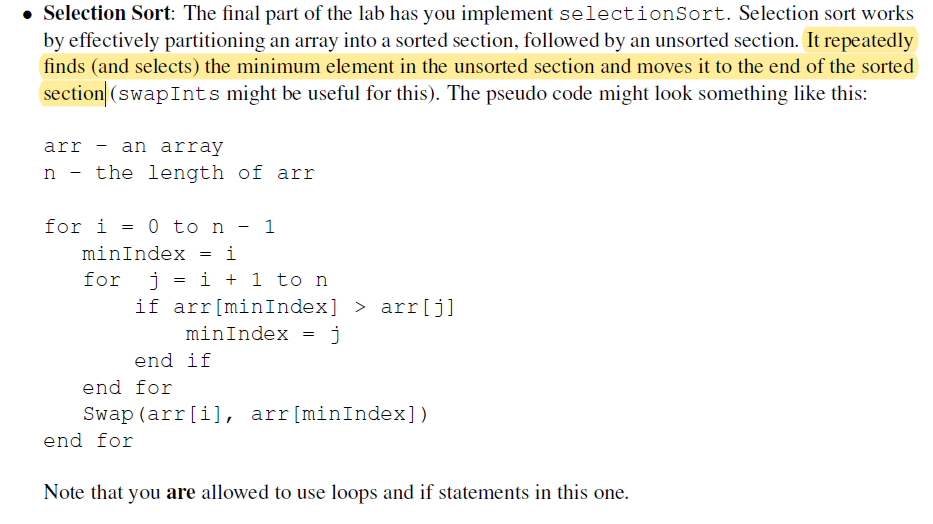 • Selection Sort: The final part of the lab has you implement selectionSort. Selection sort works
by effectively partitioning an array into a sorted section, followed by an unsorted section. It repeatedly
finds (and selects) the minimum element in the unsorted section and moves it to the end of the sorted
section (swapInts might be useful for this). The pseudo code might look something like this:
arr - an array
n - the length of arr
for i = 0 to n - 1
minIndex = i
for j = i + 1 to n
if arr[minIndex] > arr[j]
minIndex = j
end if
end for
Swap(arr[i], arr[minIndex])
end for
Note that you are allowed to use loops and if statements in this one.